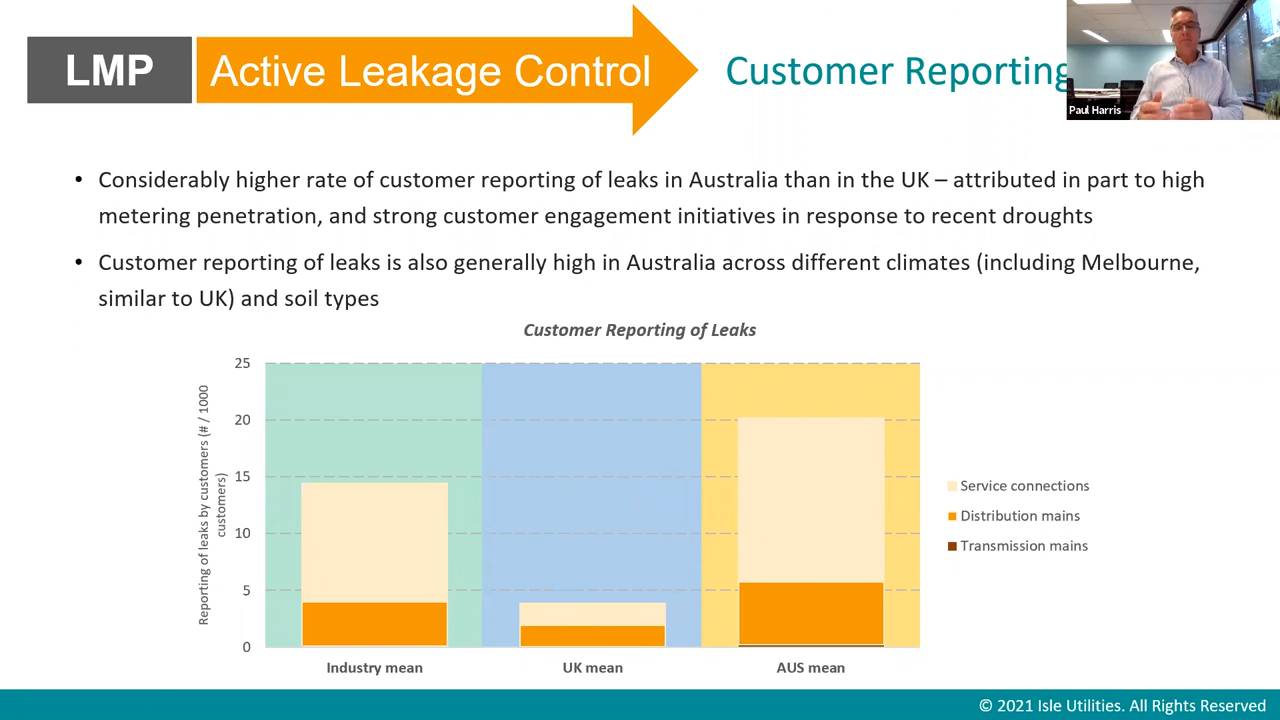 LMP
Active Leakage Control
Customer Reporting
Paul Harris
• Considerably higher rate of customer reporting of leaks in Australia than in the UK – attributed in part to high
metering penetration, and strong customer engagement initiatives in response to recent droughts
• Customer reporting of leaks is also generally high in Australia across different climates (including Melbourne,
similar to UK) and soil types
Customer Reporting of Leaks
Reporting of leaks by customers (# / 1000
customers)
25
20
15
10
5
0
Industry mean
UK mean
AUS mean
Service connections
Distribution mains
Transmission mains
© 2021 Isle Utilities. All Rights Reserved